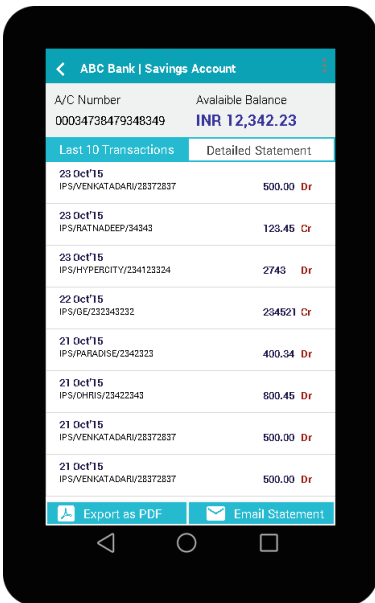 ABC Bank | Savings Account
A/C Number Avalaible Balance
00034738479348349 INR 12,342.23
Last 10 Transactions Detailed Statement
23 Oct'15
IPS/VENKATADARI/28372837 500.00 Dr
23 Oct'15
IPS/RATNADEEP/34343 123.45 Cr
23 Oct'15
IPS/HYPERCITY/234123324 2743 Dr
22 Oct'15
IPS/GE/232343232 234521 Cr
21 Oct'15
IPS/PARADISE/2342323 400.34 Dr
21 Oct'15
IPS/OHRIS/23422343 800.45 Dr
21 Oct'15
IPS/VENKATADARI/28372837 500.00 Dr
21 Oct'15
IPS/VENKATADARI/28372837 500.00 Dr
Export as PDF Email Statement